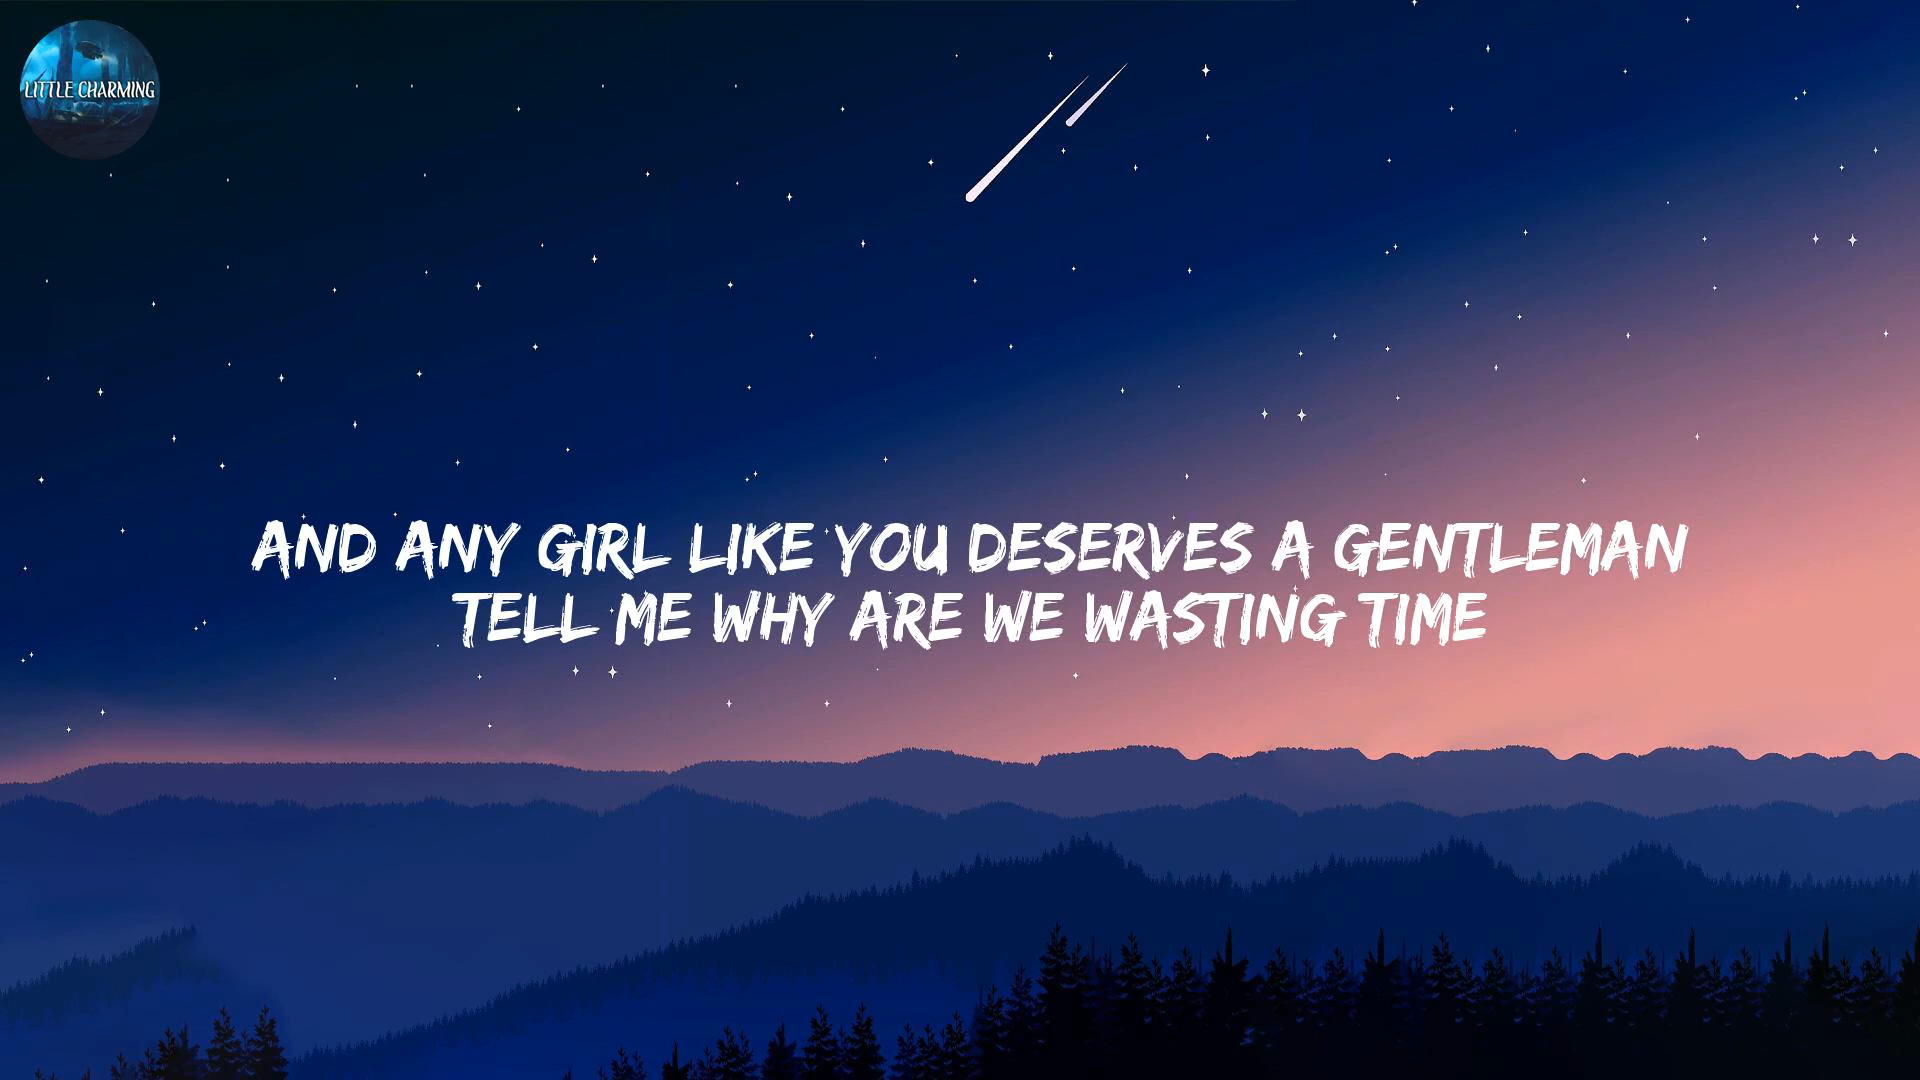 LITTLE CHARMING
AND ANY GIRL LIKE YOU DESERVES A GENTLEMAN
TELL ME WHY ARE WE WASTING TIME